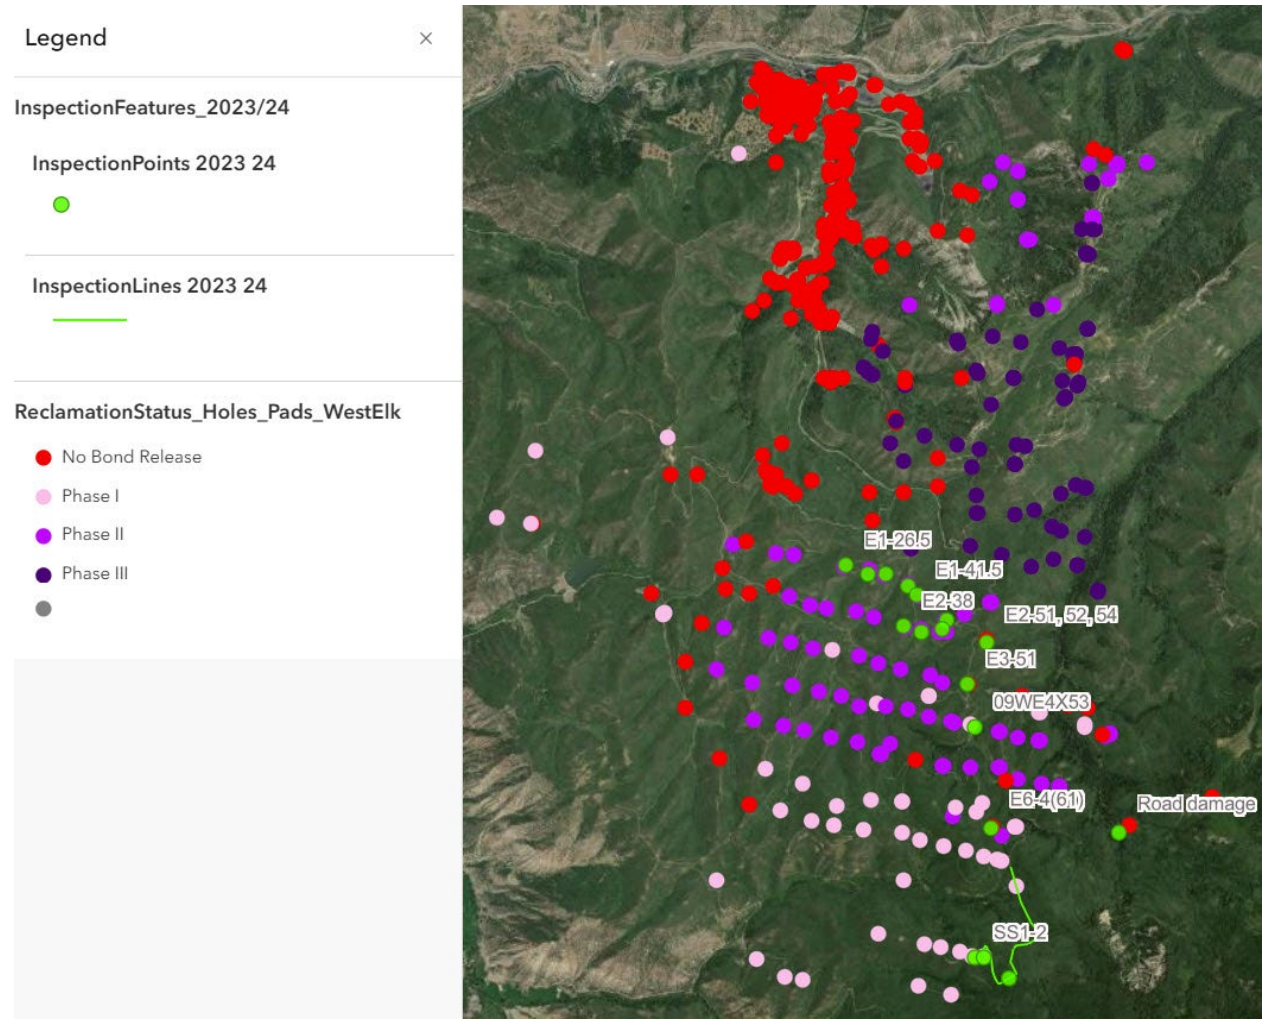 Legend
InspectionFeatures_2023/24
InspectionPoints 2023 24
InspectionLines 2023 24
ReclamationStatus_Holes_Pads_WestElk
No Bond Release
Phase I
Phase II
Phase III
E1-26.5
E1-41.5
E2-38
E2-51, 52, 54
E3-51
09WE4X53
E6-4(61)
Road damage
SS1-2